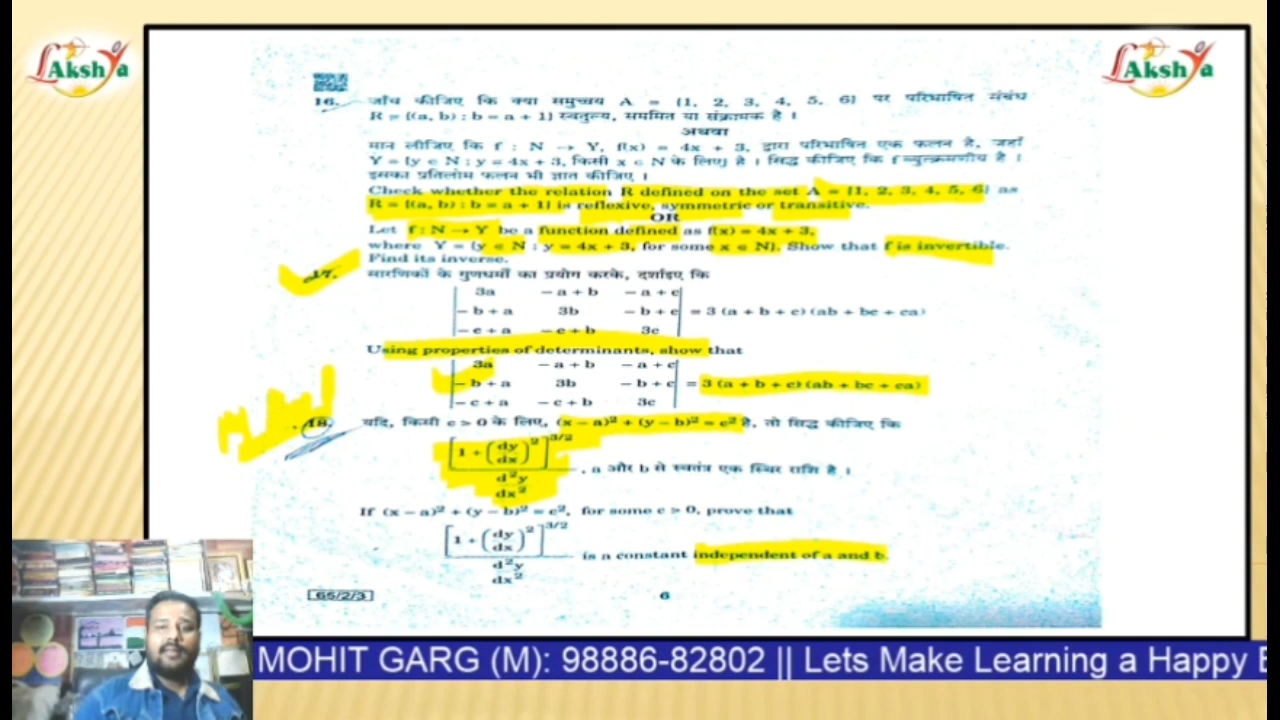 LAkshya
LAkshya
16. जाँच कीजिए कि क्या समुच्चय A = {1, 2, 3, 4, 5, 6} पर परिभाषित संबंध
R = {(a, b) : b = a + 1} स्वतुल्य, सममित या संक्रामक है ।
अथवा
मान लीजिए कि f : N → Y, f(x) = 4x + 3, द्वारा परिभाषित एक फलन है, जहाँ
Y = {y ∈ N : y = 4x + 3, किसी x ∈ N के लिए} है । सिद्ध कीजिए कि f व्युत्क्रमणीय है ।
इसका प्रतिलोम फलन भी ज्ञात कीजिए ।
Check whether the relation R defined on the set A = {1, 2, 3, 4, 5, 6} as
R = {(a, b) : b = a + 1} is reflexive, symmetric or transitive.
OR
Let f : N → Y be a function defined as f(x) = 4x + 3,
where Y = {y ∈ N : y = 4x + 3, for some x ∈ N}. Show that f is invertible.
Find its inverse.
17. सारणिकों के गुणधर्मों का प्रयोग करके, दर्शाइए कि
3a − a + b − a + c
− b + a 3b − b + c = 3 (a + b + c) (ab + bc + ca)
− c + a − c + b 3c
Using properties of determinants, show that
3a − a + b − a + c
− b + a 3b − b + c = 3 (a + b + c) (ab + bc + ca)
− c + a − c + b 3c
18. यदि, किसी c > 0 के लिए, (x − a)² + (y − b)² = c² है, तो सिद्ध कीजिए कि
[1 + (dy/dx)²]^3/2
d²y
dx²
, a और b से स्वतंत्र एक स्थिर राशि है ।
If (x − a)² + (y − b)² = c², for some c > 0, prove that
[1 + (dy/dx)²]^3/2
is a constant independent of a and b.
d²y
dx²
65/2/3 6
MOHIT GARG (M): 98886-82802 || Lets Make Learning a Happy